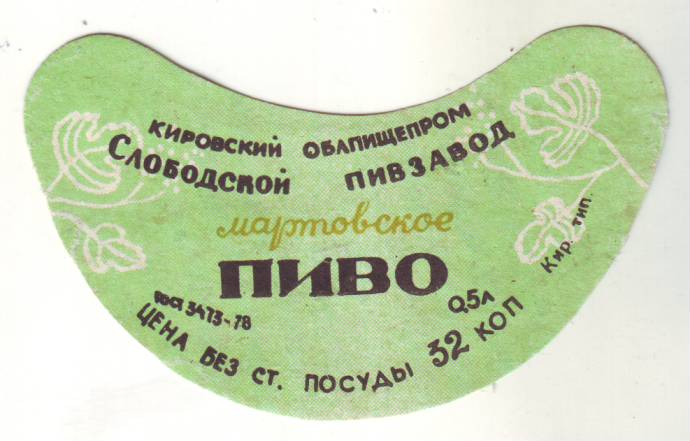 КИРОВСКИЙ ОБЛПИЩЕПРОМ
СЛОБОДСКОЙ ПИВЗАВОД
мартовское
ПИВО
ГОСТ 3473-78
0,5л
ЦЕНА БЕЗ СТ. ПОСУДЫ 32 КОП
Кир. тип.